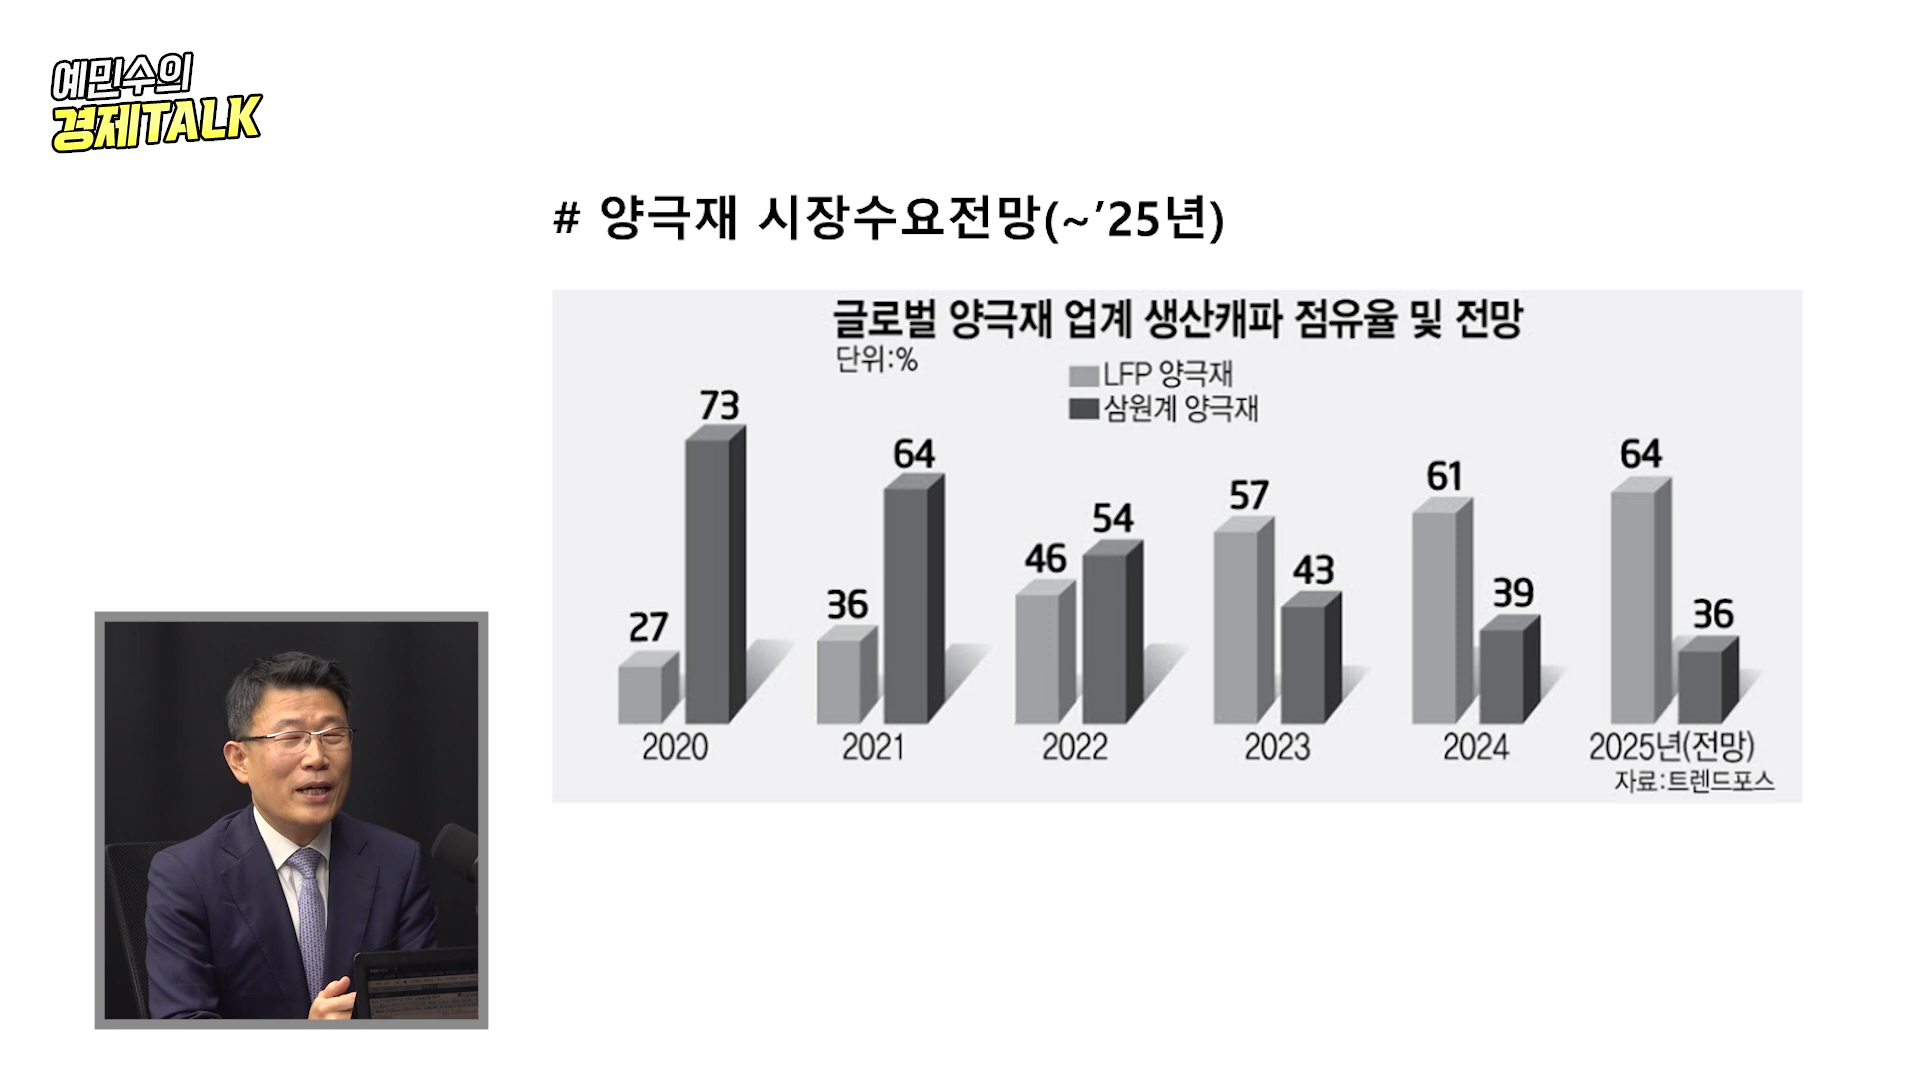 예민수의
경제TALK
# 양극재 시장수요전망(~’25년)
글로벌 양극재 업계 생산캐파 점유율 및 전망
단위:%
LFP 양극재
삼원계 양극재
27 73 36 64 46 54 57 43 61 39 64 36
2020 2021 2022 2023 2024 2025년(전망)
자료:트렌드포스